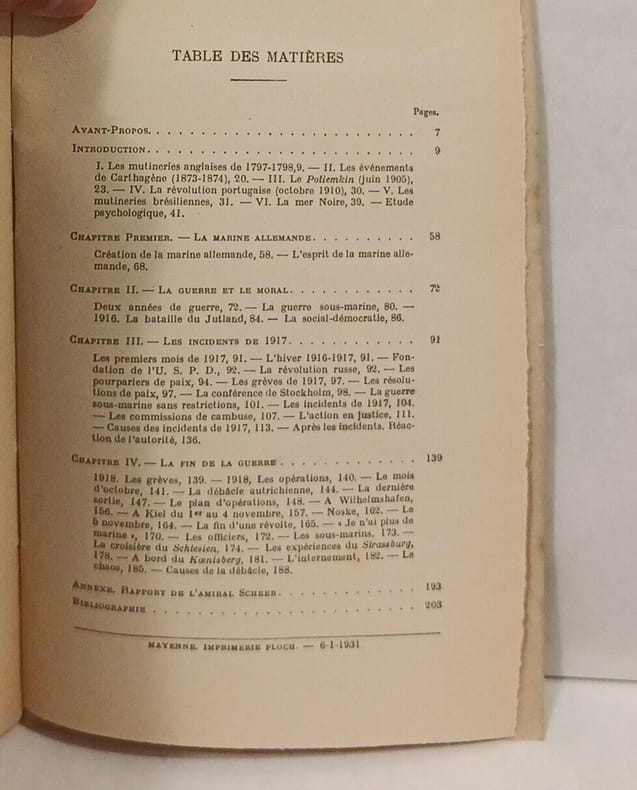 TABLE DES MATIÈRES
Pages.
AVANT-PROPOS. . . . . . . . . . . . . . . . . . . . . . 7
INTRODUCTION. . . . . . . . . . . . . . . . . . . . . . 9
I. Les mutineries anglaises de 1797-1798,9. — II. Les événements
de Carthagène (1873-1874), 20. — III. Le Potiemkin (juin 1905),
23. — IV. La révolution portugaise (octobre 1910), 30. — V. Les
mutineries brésiliennes, 31. — VI. La mer Noire, 39. — Etude
psychologique, 41.
CHAPITRE PREMIER. — LA MARINE ALLEMANDE. . . . . . . . . . 58
Création de la marine allemande, 58. — L'esprit de la marine alle-
mande, 68.
CHAPITRE II. — LA GUERRE ET LE MORAL. . . . . . . . . . . 72
Deux années de guerre, 72. — La guerre sous-marine, 80. —
1916. La bataille du Jutland, 84. — La social-démocratie, 86.
CHAPITRE III. — LES INCIDENTS DE 1917. . . . . . . . . . . 91
Les premiers mois de 1917, 91. — L'hiver 1916-1917, 91. — Fon-
dation de l'U. S. P. D., 92. — La révolution russe, 92. — Les
pourparlers de paix, 94. — Les grèves de 1917, 97. — Les résolu-
tions de paix, 97. — La conférence de Stockholm, 98. — La guerre
sous-marine sans restrictions, 101. — Les incidents de 1917, 104.
— Les commissions de cambuse, 107. — L'action en justice, 111.
— Causes des incidents de 1917, 113. — Après les incidents. Réac-
tion de l'autorité, 136.
CHAPITRE IV. — LA FIN DE LA GUERRE . . . . . . . . . . . . 139
1918. Les grèves, 139. — 1918, Les opérations, 140. — Le mois
d'octobre, 141. — La débâcle autrichienne, 144. — La dernière
sortie, 147. — Le plan d'opérations, 148. — A Wilhelmshafen,
156. — A Kiel du 1er au 4 novembre, 157. — Noske, 162. — Le
5 novembre, 164. — La fin d'une révolte, 165. — « Je n'ai plus de
marine », 170. — Les officiers, 172. — Les sous-marins, 173. —
La croisière du Schlesien, 174. — Les expériences du Strassburg,
178. — A bord du Kœnisberg, 181. — L'internement, 182. — Le
chaos, 185. — Causes de la débâcle, 188.
ANNEXE. RAPPORT DE L'AMIRAL SCHEER. . . . . . . . . . . . 193
BIBLIOGRAPHIE . . . . . . . . . . . . . . . . . . . . . 203
MAYENNE, IMPRIMERIE FLOCH. — 6-1-1931